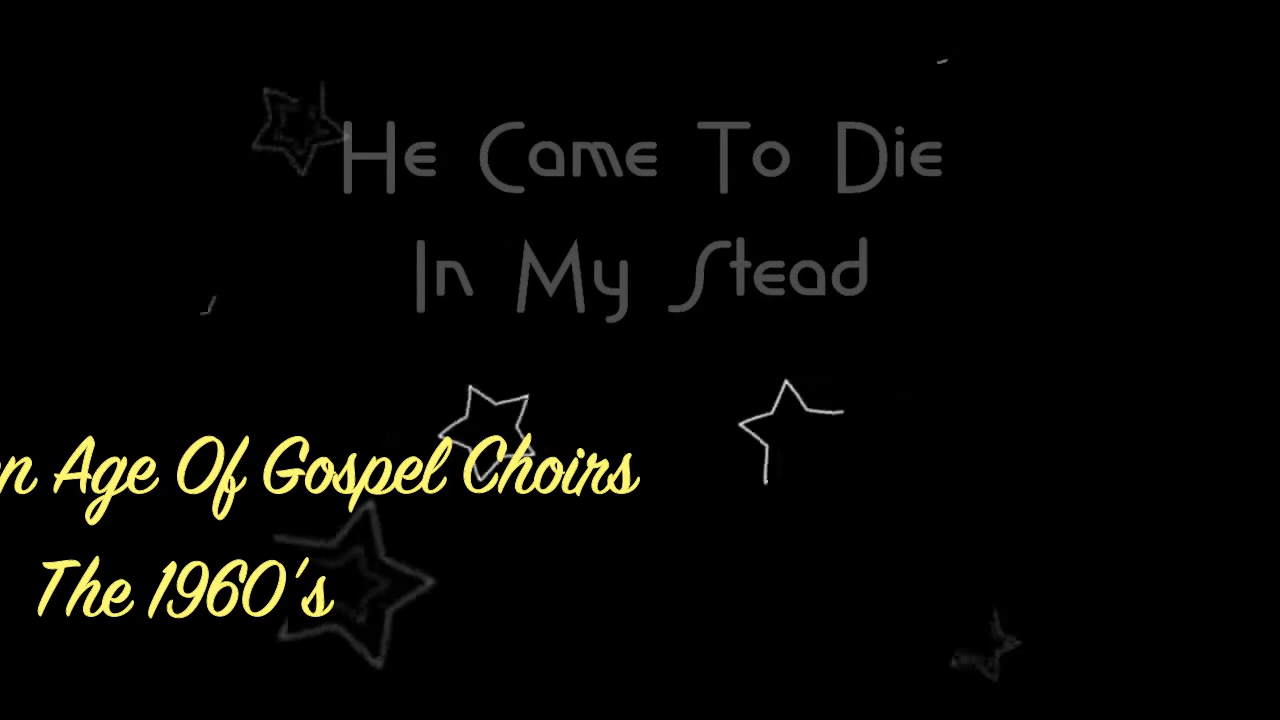 He Came To Die
In My Stead
Age Of Gospel Choirs
The 1960's